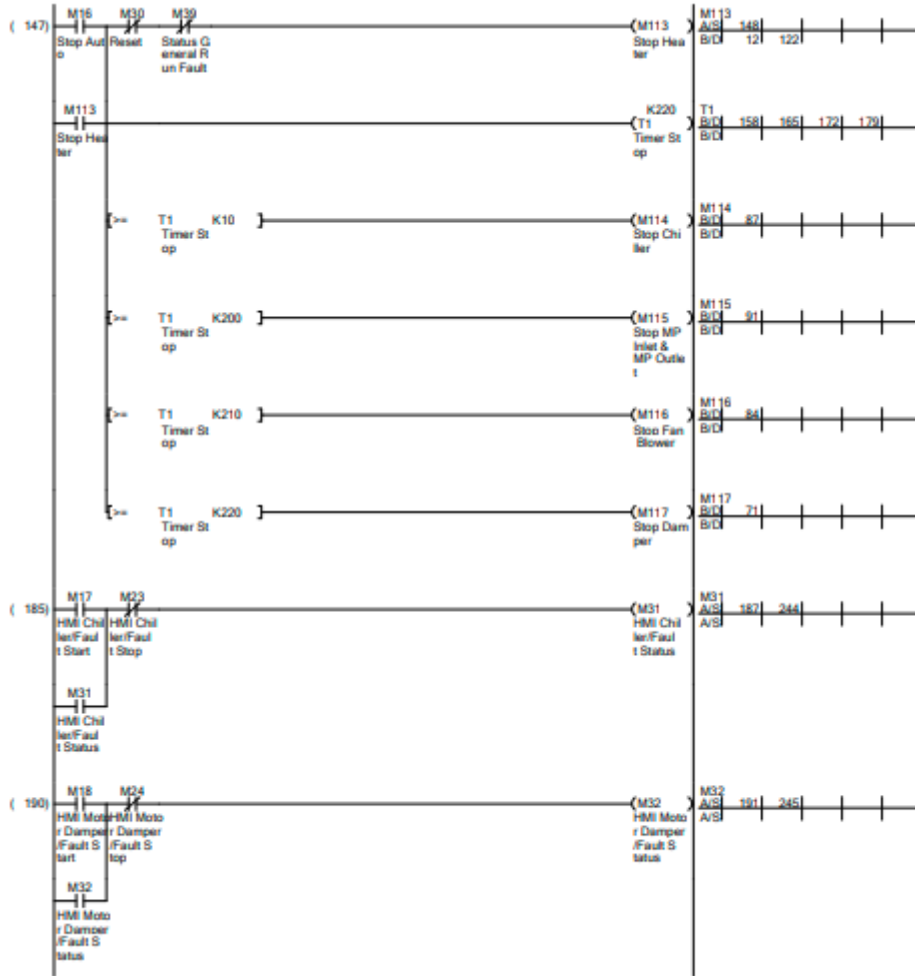 M16 M30 M39 M113
( 147) (M113 ) A/S 148
Stop Aut Reset Status G Stop Hea B/D 12 122
o eneral R ter
un Fault
M113 K220 T1
(T1 ) B/D 158 165 172 179
Stop Hea Timer St B/D
ter op
M114
[>= T1 K10 ] (M114 ) B/D 87
Timer St Stop Chi B/D
op ller
M115
[>= T1 K200 ] (M115 ) B/D 91
Timer St Stop MP B/D
op Inlet &
MP Outle
t
M116
[>= T1 K210 ] (M116 ) B/D 84
Timer St Stop Fan B/D
op Blower
M117
[>= T1 K220 ] (M117 ) B/D 71
Timer St Stop Dam B/D
op per
M17 M23 M31
( 185) (M31 ) A/S 187 244
HMI Chil HMI Chil HMI Chil A/S
ler/Faul ler/Faul ler/Faul
t Start t Stop t Status
M31
HMI Chil
ler/Faul
t Status
M18 M24 M32
( 190) (M32 ) A/S 191 245
HMI Moto HMI Moto HMI Moto A/S
r Damper r Damper r Damper
/Fault S /Fault S /Fault S
tart top tatus
M32
HMI Moto
r Damper
/Fault S
tatus